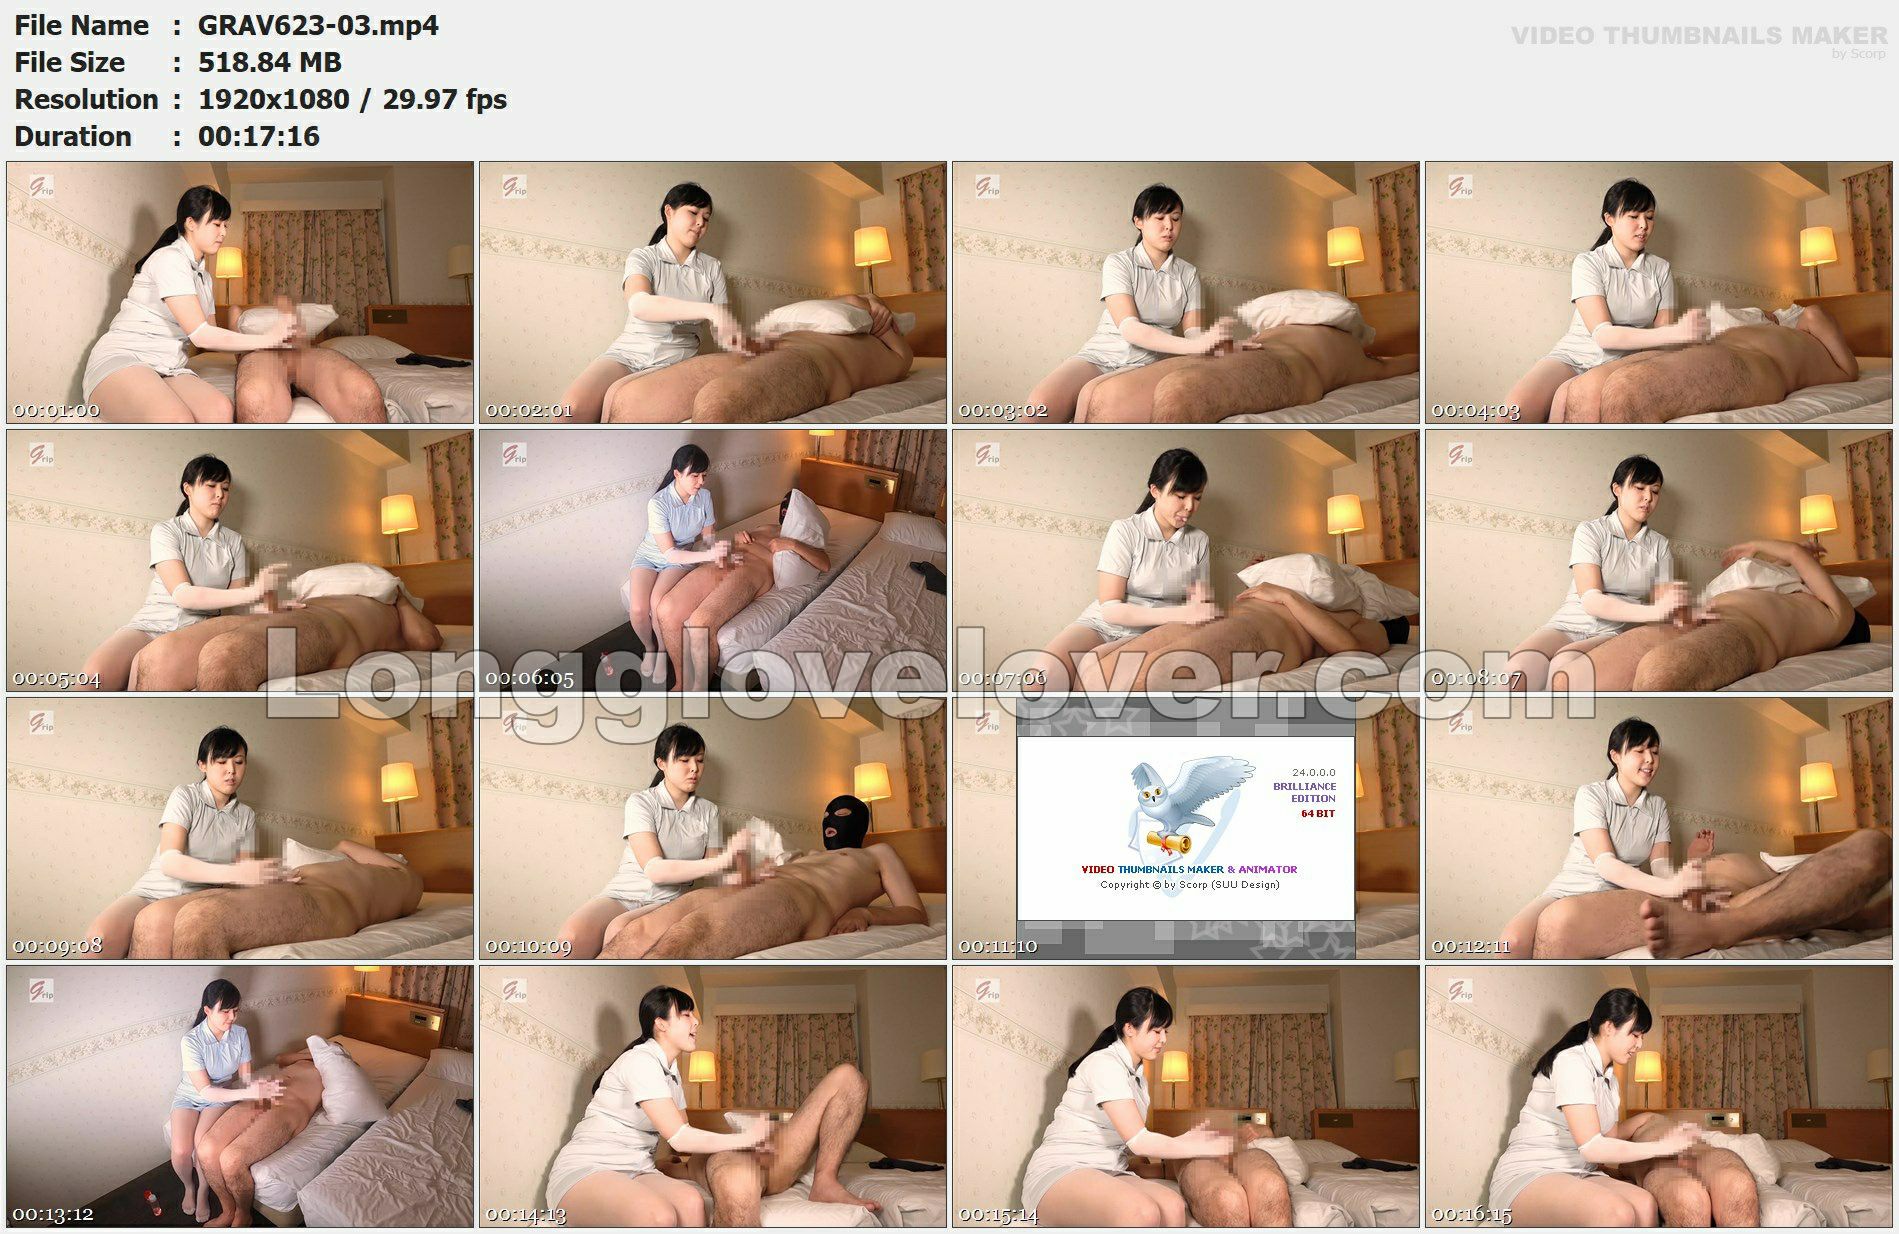 File Name : GRAV623-03.mp4
VIDEO THUMBNAILS MAKER
by Scorp
File Size : 518.84 MB
Resolution : 1920x1080 / 29.97 fps
Duration : 00:17:16
Grip
Grip
Grip
Grip
00:01:00
00:02:01
00:03:02
00:04:03
Grip
Grip
Grip
Grip
00:05:04
00:06:05
00:07:06
00:08:07
Longglovelover.com
Grip
Grip
Grip
Grip
24.0.0.0
BRILLIANCE
EDITION
64 BIT
VIDEO THUMBNAILS MAKER & ANIMATOR
Copyright © by Scorp (SUU Design)
00:09:08
00:10:09
00:11:10
00:12:11
Grip
Grip
Grip
Grip
00:13:12
00:14:13
00:15:14
00:16:15